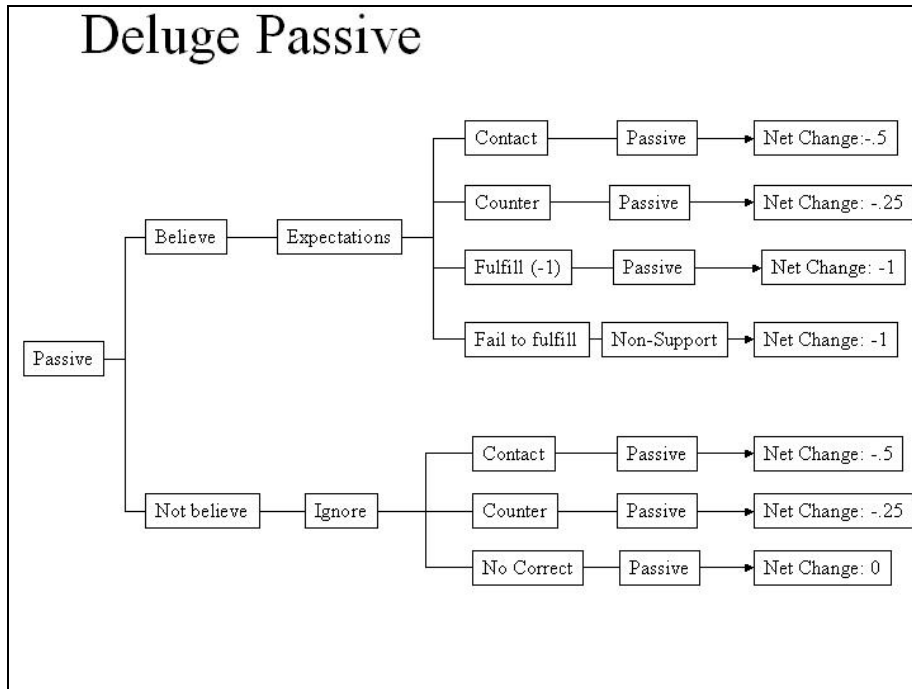 Deluge Passive
Contact Passive Net Change:-.5
Counter Passive Net Change: -.25
Believe Expectations
Fulfill (-1) Passive Net Change: -1
Fail to fulfill Non-Support Net Change: -1
Passive
Contact Passive Net Change: -.5
Not believe Ignore Counter Passive Net Change: -.25
No Correct Passive Net Change: 0